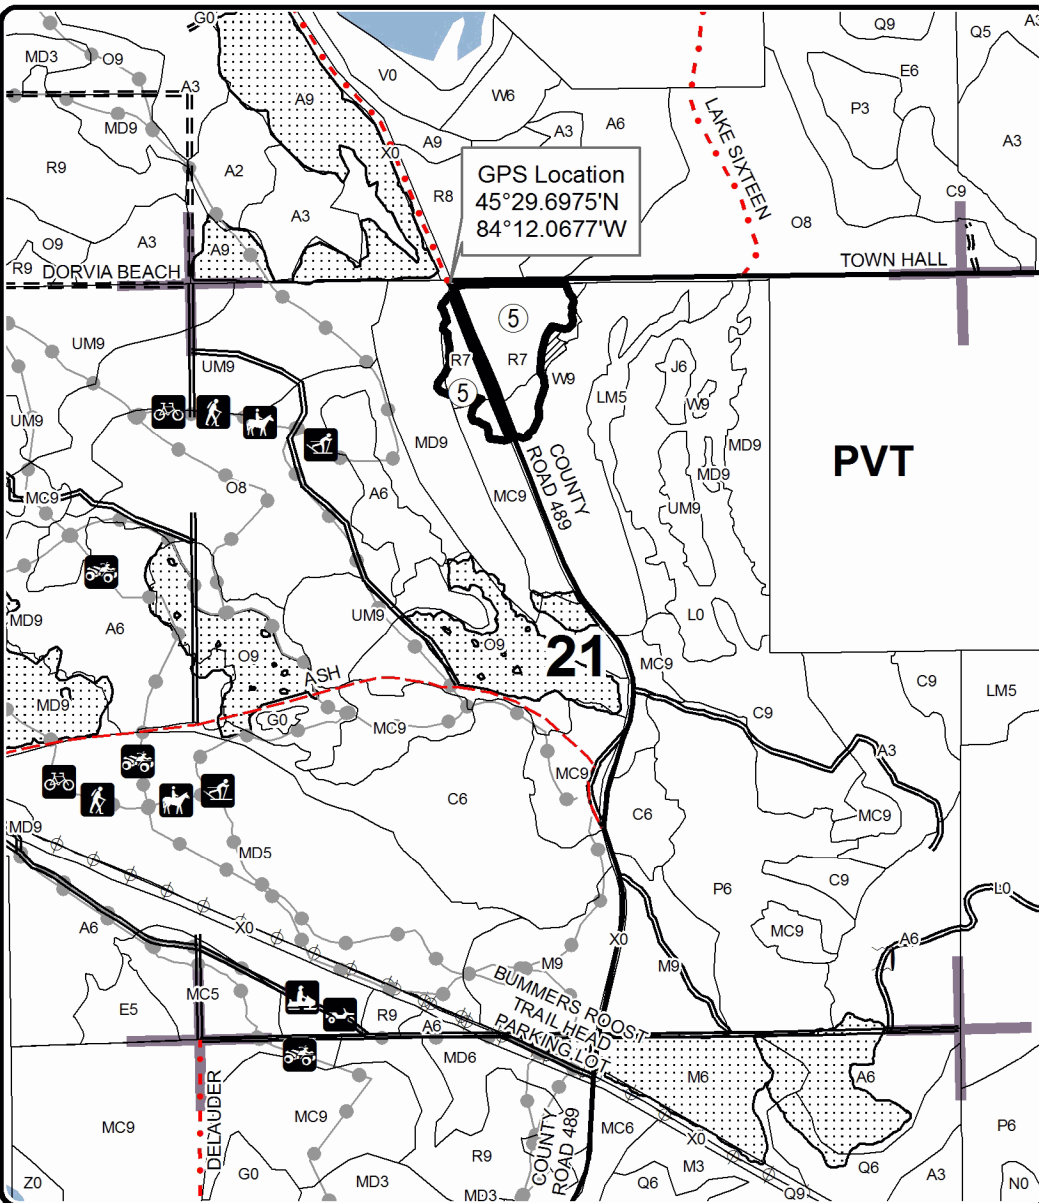 G0
Q9
Q5
A3
MD3
O9
V0
E6
A3
W6
A9
P3
MD9
A3
A6
A3
A9
X0
LAKE SIXTEEN
R9
A2
GPS Location
45°29.6975'N
84°12.0677'W
R8
C9
A3
O8
O9
A3
A9
R9
DORVIA BEACH
TOWN HALL
5
UM9
UM9
R7
R7
J6
W9
5
LM5
W9
UM9
MD9
MD9
PVT
COUNTY
ROAD 489
MD9
O8
A6
MC9
MC9
UM9
MD9
A6
UM9
L0
O9
O9
21
MC9
ASH
C9
LM5
MD9
G0
MC9
C9
A3
MC9
C6
C6
MC9
MD9
MD5
C9
P6
L0
A6
X0
MC9
X0
A6
M9
M9
BUMMERS ROOST
TRAIL HEAD
PARKING LOT
E5
MC5
R9
A6
MD6
M6
A6
DELAUDER
MC9
MC9
COUNTY
ROAD 489
MC6
X0
P6
R9
Z0
G0
MD3
MD3
M3
Q6
Q9
Q6
A3
N0